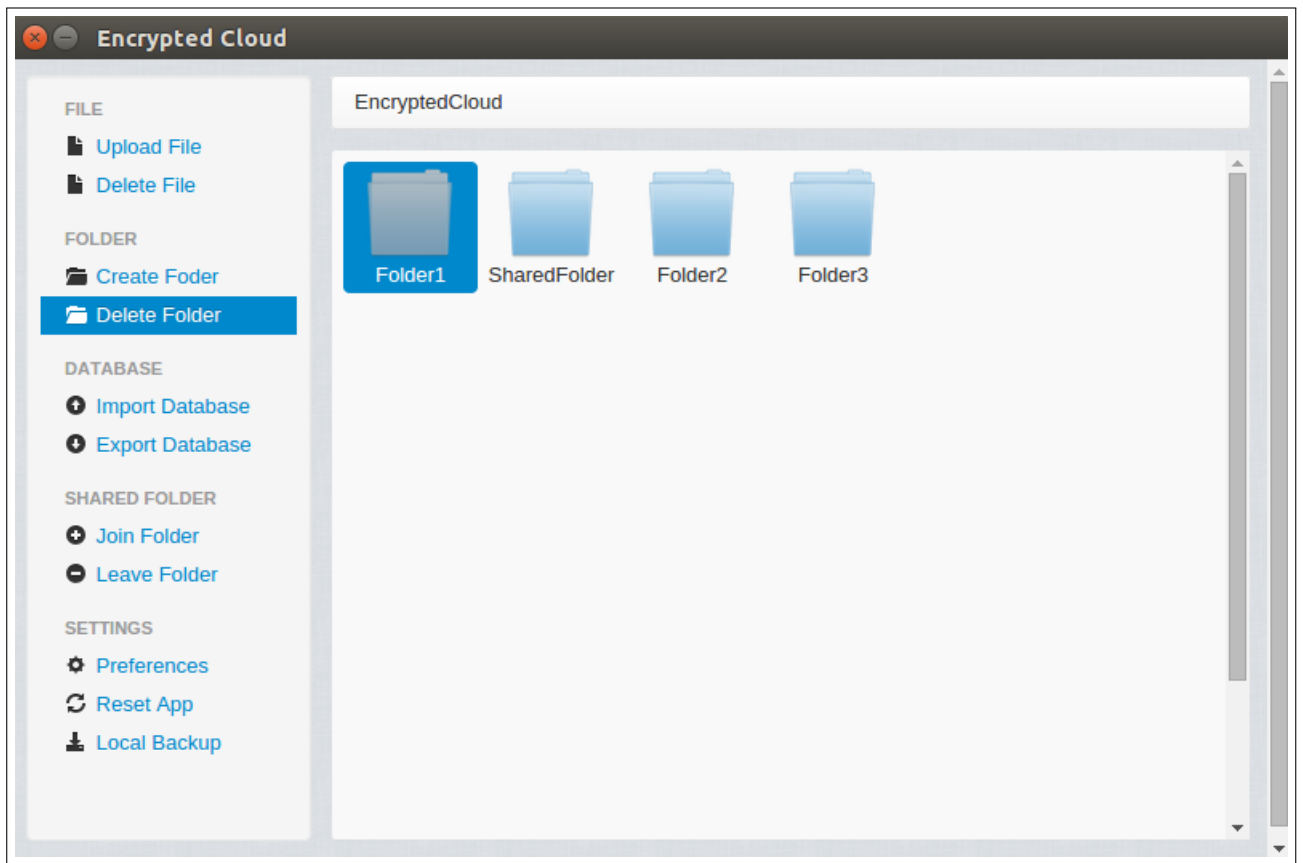 Encrypted Cloud
FILE
Upload File
Delete File
FOLDER
Create Foder
Delete Folder
DATABASE
Import Database
Export Database
SHARED FOLDER
Join Folder
Leave Folder
SETTINGS
Preferences
Reset App
Local Backup
EncryptedCloud
Folder1
SharedFolder
Folder2
Folder3